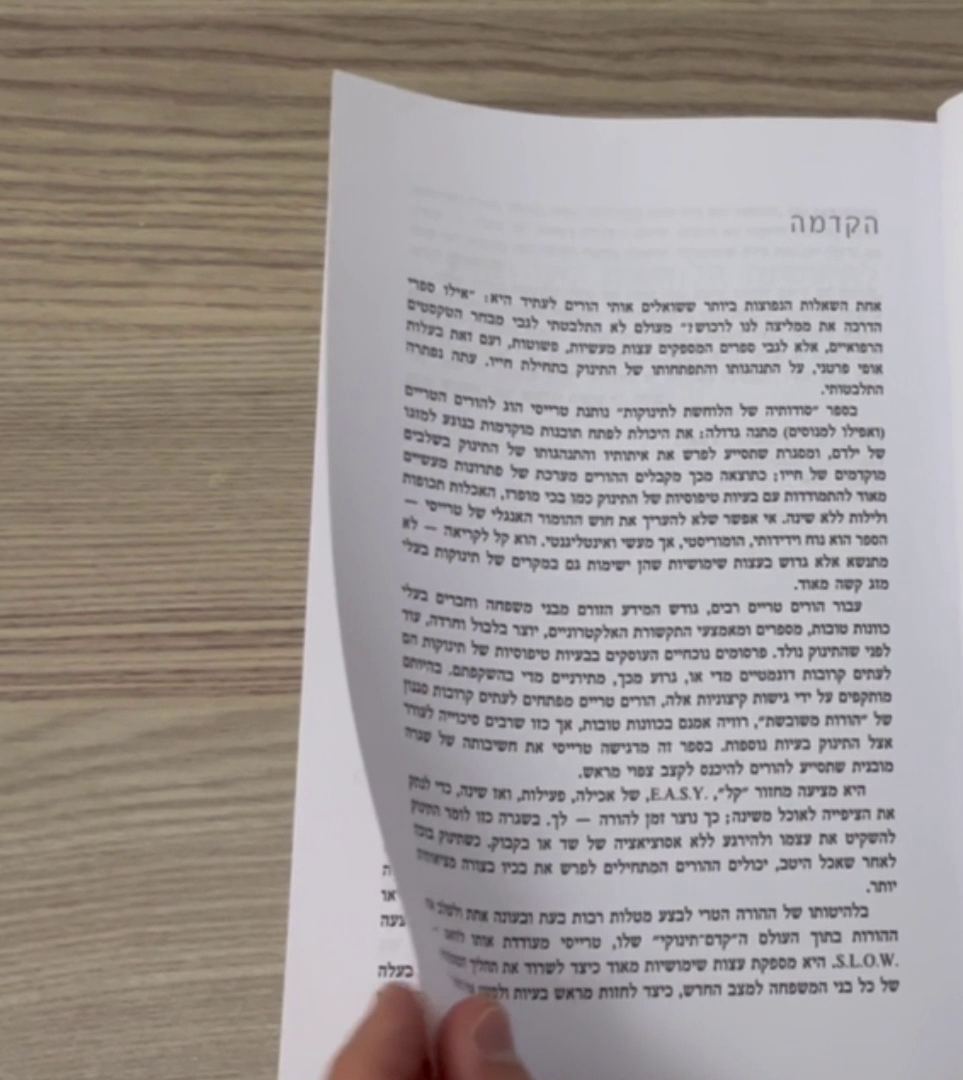 הקדמה
אחת השאלות הנפוצות ביותר ששואלים אותי הורים לעתיד היא: "אילו ספרי
הדרכה את ממליצה לנו לרכוש?" מעולם לא התלבטתי לגבי מבחר הטקסטים
הרפואיים, אלא לגבי ספרים המספקים עצות מעשיות, פשוטות, ועם זאת בעלות
אופי פרטני, על התנהגותו והתפתחותו של התינוק בתחילת חייו. עתה נפתרה
התלבטותי.
בספר "סודותיה של הלוחשת לתינוקות" נותנת טרייסי הוג להורים הטריים
(ואפילו למנוסים) מתנה גדולה: את היכולת לפתח תובנות מוקדמות בנוגע למזגו
של ילדם, ומסגרת שתסייע לפרש את איתותיו והתנהגותו של התינוק בשלבים
מוקדמים של חייו; כתוצאה מכך מקבלים ההורים מערכת של פתרונות מעשיים
מאוד להתמודדות עם בעיות טיפוסיות של התינוק כמו בכי מופרז, האכלות תכופות
ולילות ללא שינה. אי אפשר שלא להעריך את חוש ההומור האנגלי של טרייסי —
הספר הוא נוח וידידותי, הומוריסטי, אך מעשי ואינטליגנטי. הוא קל לקריאה — לא
מתנשא אלא גדוש בעצות שימושיות שהן ישימות גם במקרים של תינוקות בעלי
מזג קשה מאוד.
עבור הורים טריים רבים, גודש המידע הזורם מבני משפחה וחברים בעלי
כוונות טובות, מספרים ומאמצעי התקשורת האלקטרוניים, יוצר בלבול וחרדה, עוד
לפני שהתינוק נולד. פרסומים נוכחיים העוסקים בבעיות טיפוסיות של תינוקות הם
לעתים קרובות דוגמטיים מדי או, גרוע מכך, מתירניים מדי בהשקפתם. בהיותם
מותקפים על ידי גישות קיצוניות אלה, הורים טריים מפתחים לעתים קרובות סגנון
של "הורות משובשת", רוויה אמנם בכוונות טובות, אך כזו שרבים סיכוייה לעורר
אצל התינוק בעיות נוספות. בספר זה מדגישה טרייסי את חשיבותה של שגרה
מובנית שתסייע להורים להיכנס לקצב צפוי מראש.
היא מציעה מחזור "קל", E.A.S.Y., של אכילה, פעילות, ואז שינה, כדי לנתק
את הציפייה לאוכל משינה; כך נוצר זמן להורה — לך. בשגרה כזו לומד התינוק
להשקיט את עצמו ולהירגע ללא אסוציאציה של שד או בקבוק. כשתינוק בוכה
לאחר שאכל היטב, יכולים ההורים המתחילים לפרש את בכיו בצורה מציאותית
יותר.
בלהיטותו של ההורה הטרי לבצע מטלות רבות בעת ובעונה אחת ולשלב את
ההורות בתוך העולם ה"קדם־תינוקי" שלו, טרייסי מעודדת אותו
S.L.O.W. היא מספקת עצות שימושיות מאוד כיצד לשרוד את תהליך
של כל בני המשפחה למצב החדש, כיצד לחזות מראש בעיות
או
בעלה